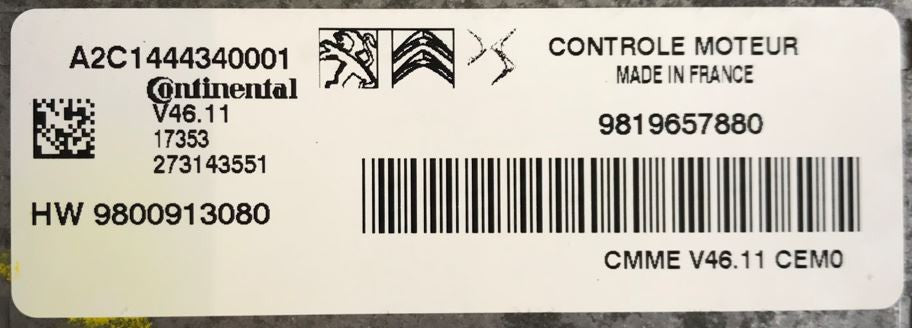 A2C1444340001
Continental
V46.11
17353
273143551
HW 9800913080
CONTROLE MOTEUR
MADE IN FRANCE
9819657880
CMME V46.11 CEM0